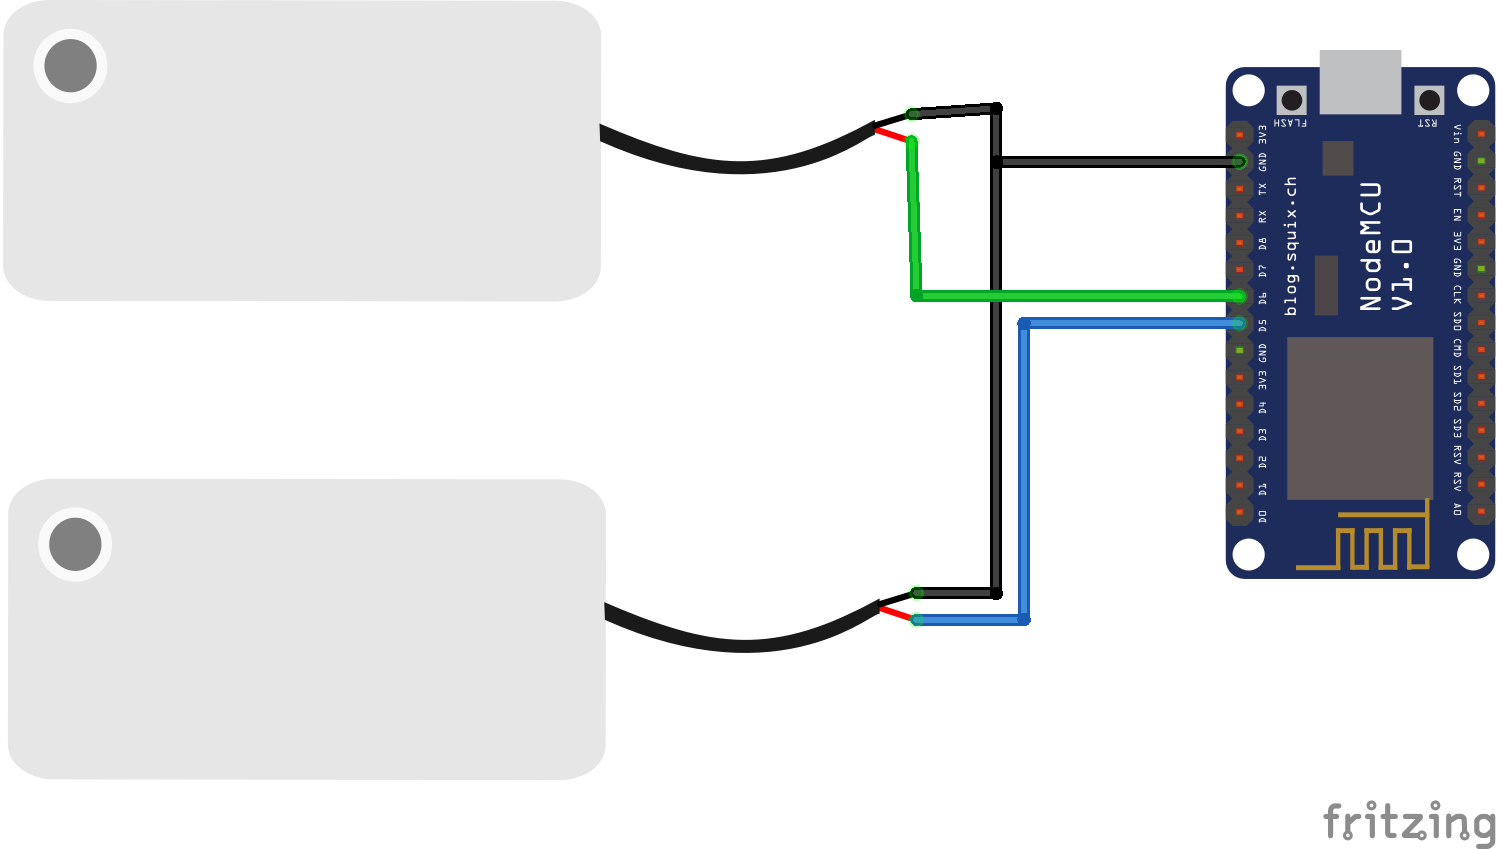 FLASH
RST
3V3
GND
TX
RX
D8
D7
D6
D5
GND
3V3
D4
D3
D2
D1
D0
blog.squix.ch
NodeMCU
V1.0
Vin
GND
RST
EN
3V3
GND
CLK
SD0
CMD
SD1
SD2
SD3
RSV
RSV
A0
fritzing